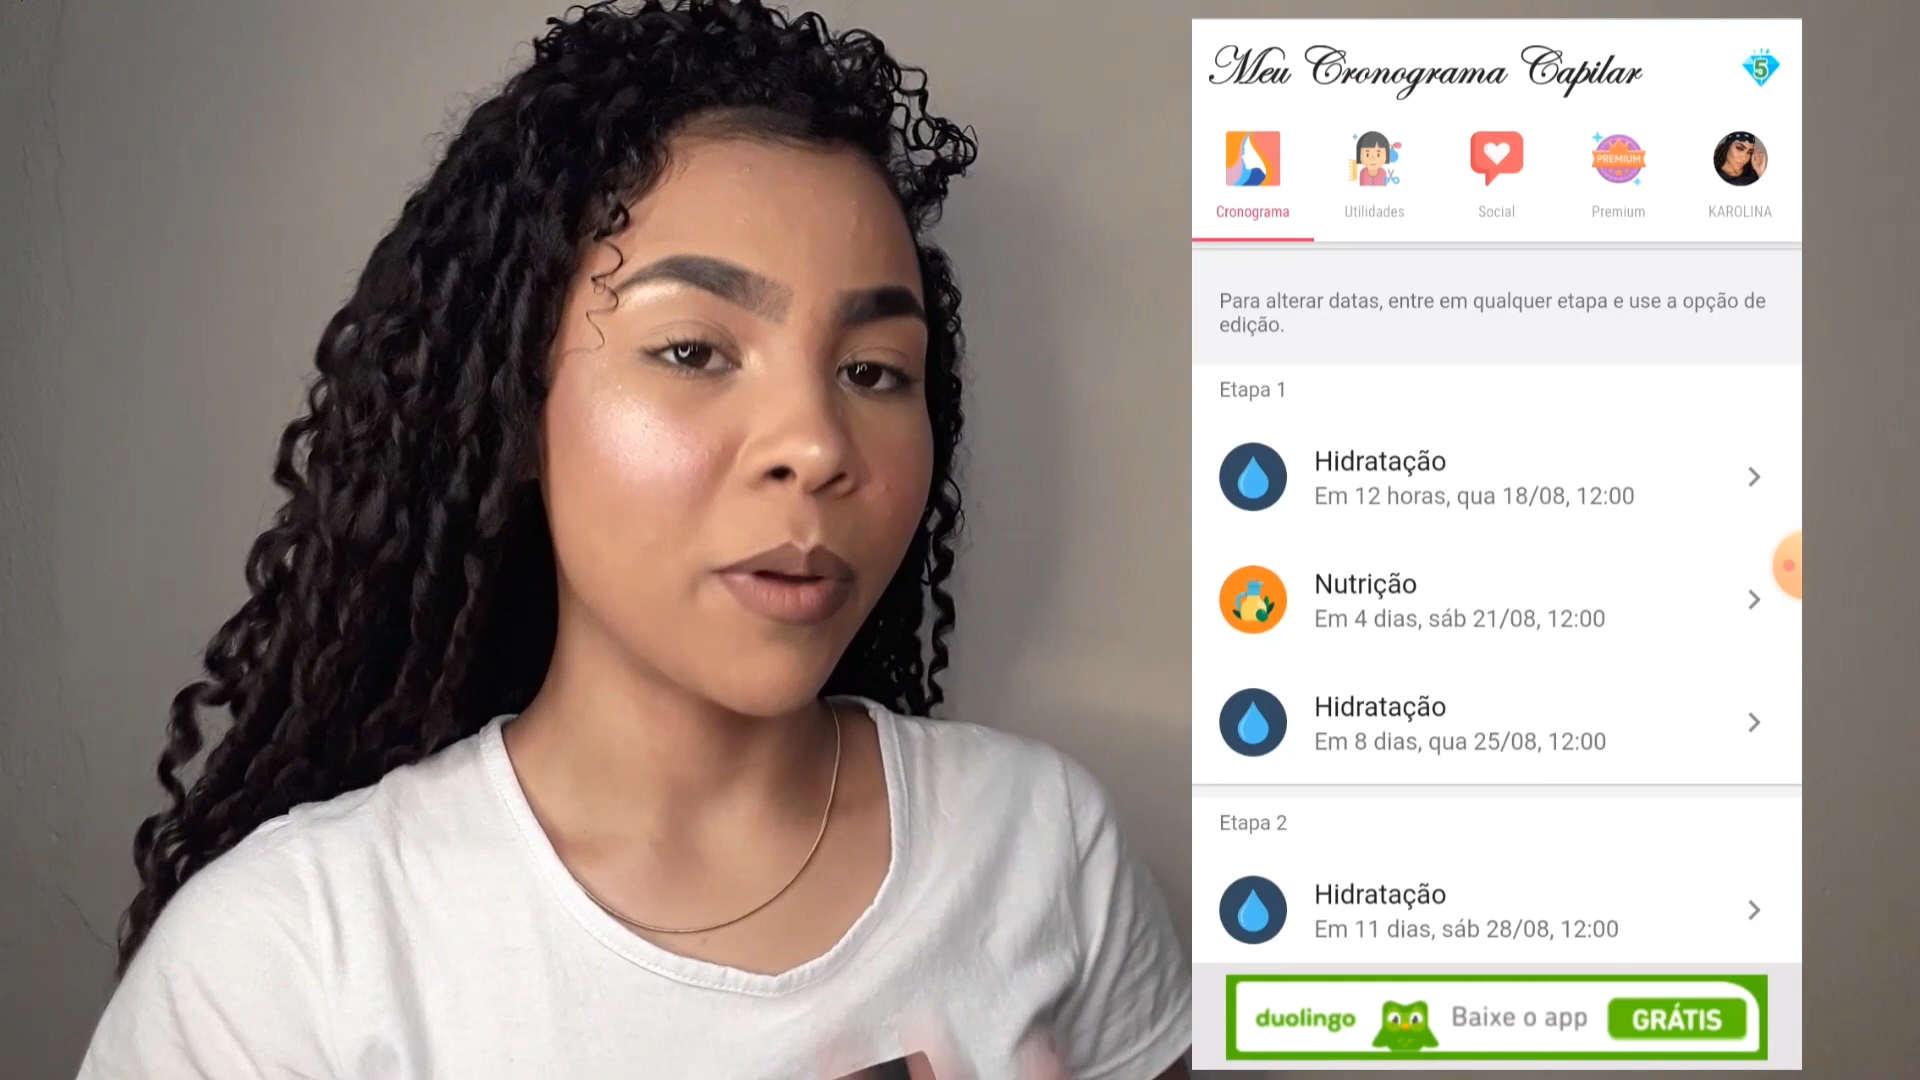 Meu Cronograma Capilar
5
PREMIUM
Cronograma
Utilidades
Social
Premium
KAROLINA
Para alterar datas, entre em qualquer etapa e use a opção de
edição.
Etapa 1
Hidratação
Em 12 horas, qua 18/08, 12:00
Nutrição
Em 4 dias, sáb 21/08, 12:00
Hidratação
Em 8 dias, qua 25/08, 12:00
Etapa 2
Hidratação
Em 11 dias, sáb 28/08, 12:00
duolingo Baixe o app GRÁTIS